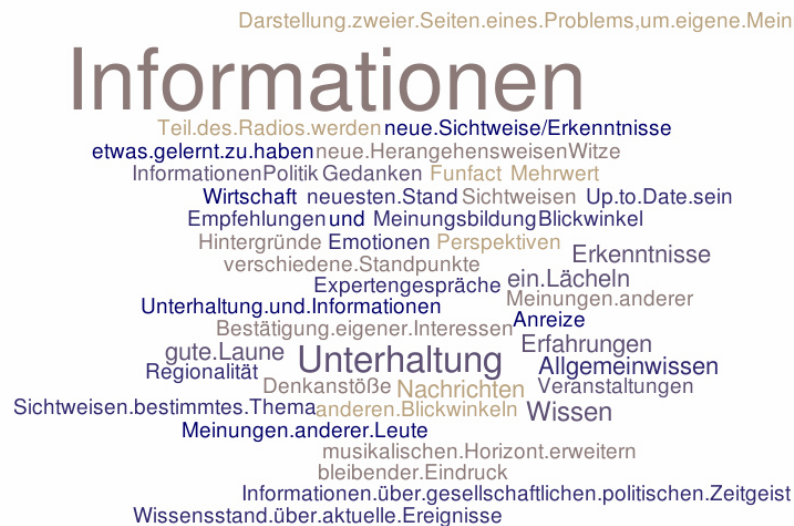 Darstellung.zweier.Seiten.eines.Problems,um.eigene.Mein
Informationen
Teil.des.Radios.werden neue.Sichtweise/Erkenntnisse
etwas.gelernt.zu.haben neue.Herangehensweisen Witze
Informationen Politik Gedanken Funfact Mehrwert
Wirtschaft neuesten.Stand Sichtweisen Up.to.Date.sein
Empfehlungen und Meinungsbildung Blickwinkel
Hintergründe Emotionen Perspektiven Erkenntnisse
verschiedene.Standpunkte
Expertengespräche ein.Lächeln
Unterhaltung.und.Informationen Meinungen.anderer
Bestätigung.eigener.Interessen Anreize
gute.Laune Unterhaltung Erfahrungen
Regionalität Allgemeinwissen
Denkanstöße Nachrichten Veranstaltungen
Sichtweisen.bestimmtes.Thema anderen.Blickwinkeln Wissen
Meinungen.anderer.Leute
musikalischen.Horizont.erweitern
bleibender.Eindruck
Informationen.über.gesellschaftlichen.politischen.Zeitgeist
Wissensstand.über.aktuelle.Ereignisse